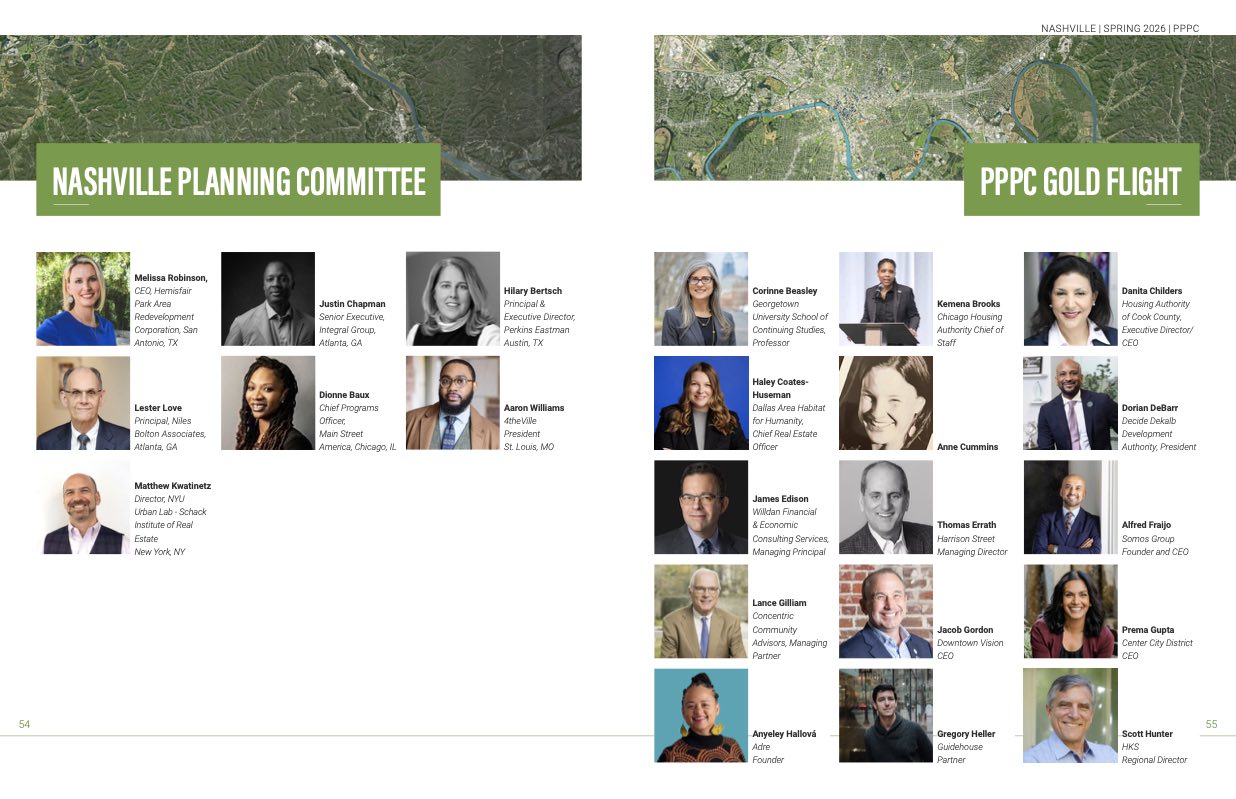 NASHVILLE | SPRING 2026 | PPPC
NASHVILLE PLANNING COMMITTEE
Melissa Robinson,
CEO, Hemisfair
Park Area
Redevelopment
Corporation, San
Antonio, TX
Justin Chapman
Senior Executive,
Integral Group,
Atlanta, GA
Hilary Bertsch
Principal &
Executive Director,
Perkins Eastman
Austin, TX
Lester Love
Principal, Niles
Bolton Associates,
Atlanta, GA
Dionne Baux
Chief Programs
Officer,
Main Street
America, Chicago, IL
Aaron Williams
4theVille
President
St. Louis, MO
Matthew Kwatinetz
Director, NYU
Urban Lab - Schack
Institute of Real
Estate
New York, NY
54
PPPC GOLD FLIGHT
Corinne Beasley
Georgetown
University School of
Continuing Studies,
Professor
Kemena Brooks
Chicago Housing
Authority Chief of
Staff
Danita Childers
Housing Authority
of Cook County,
Executive Director/
CEO
Haley Coates-
Huseman
Dallas Area Habitat
for Humanity,
Chief Real Estate
Officer
Anne Cummins
Dorian DeBarr
Decide Dekalb
Development
Authority, President
James Edison
Willdan Financial
& Economic
Consulting Services,
Managing Principal
Thomas Errath
Harrison Street
Managing Director
Alfred Fraijo
Somos Group
Founder and CEO
Lance Gilliam
Concentric
Community
Advisors, Managing
Partner
Jacob Gordon
Downtown Vision
CEO
Prema Gupta
Center City District
CEO
Anyeley Hallová
Adre
Founder
Gregory Heller
Guidehouse
Partner
Scott Hunter
HKS
Regional Director
55